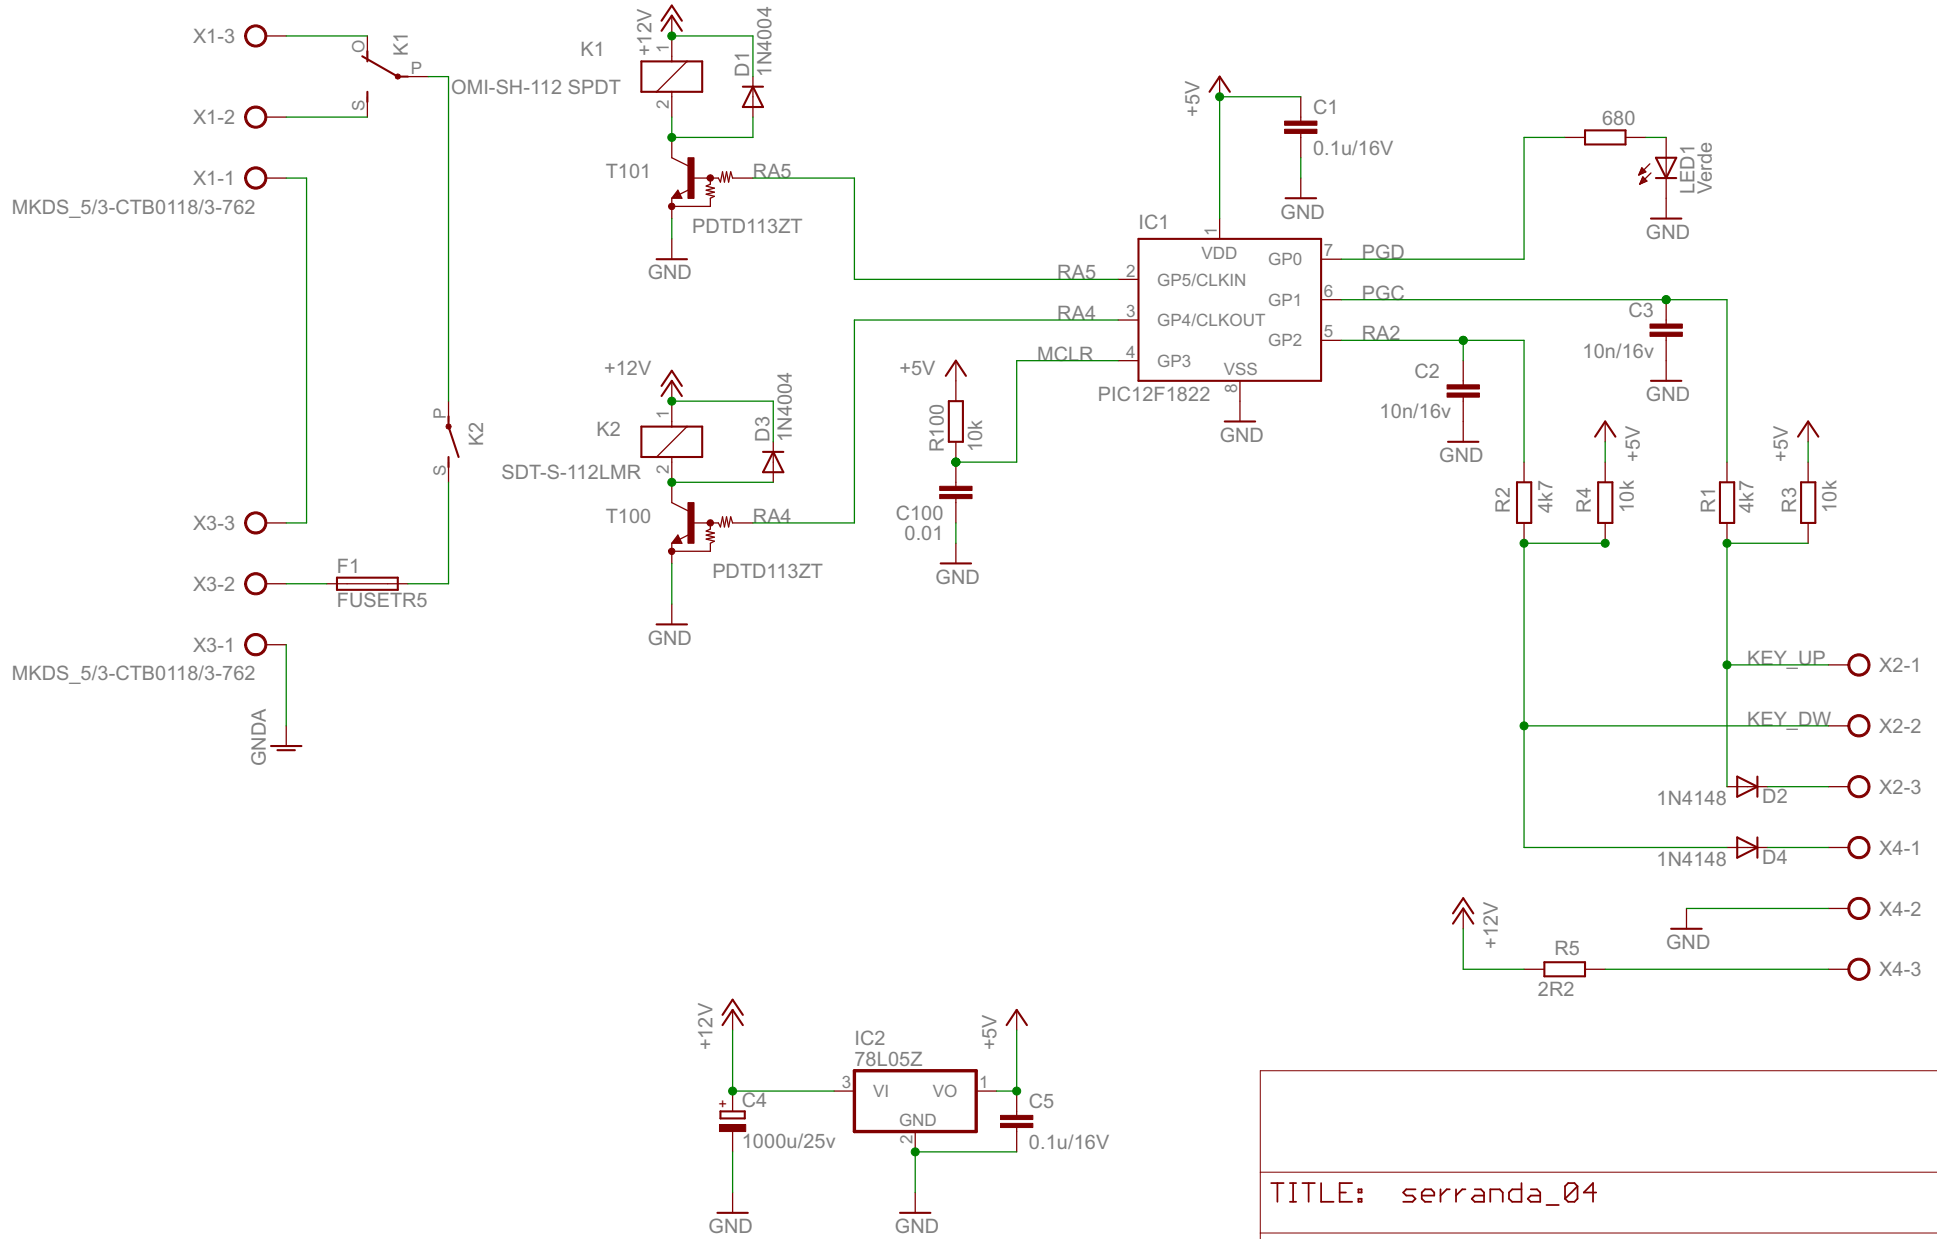 X1-3
X1-2
X1-1
MKDS_5/3-CTB0118/3-762
O
K1
P
S
P
K2
S
X3-3
X3-2
F1
FUSETR5
X3-1
MKDS_5/3-CTB0118/3-762
GNDA
+12V
K1
OMI-SH-112 SPDT
1
2
D1
1N4004
T101
RA5
PDTD113ZT
GND
+12V
K2
SDT-S-112LMR
1
2
D3
1N4004
T100
RA4
PDTD113ZT
GND
+5V
R100
10k
C100
0.01
GND
+5V
C1
0.1u/16V
GND
IC1
1
VDD
RA5
2
GP5/CLKIN
RA4
3
GP4/CLKOUT
MCLR
4
GP3
GP0
7
PGD
GP1
6
PGC
GP2
5
RA2
VSS
8
PIC12F1822
GND
680
LED1
Verde
GND
C3
10n/16v
GND
C2
10n/16v
GND
R2
4k7
R4
10k
+5V
R1
4k7
R3
10k
+5V
KEY_UP
X2-1
KEY_DW
X2-2
1N4148
D2
X2-3
1N4148
D4
X4-1
GND
X4-2
+12V
R5
2R2
X4-3
+12V
+
C4
1000u/25v
GND
IC2
78L05Z
3
VI
VO
1
GND
2
GND
+5V
C5
0.1u/16V
TITLE: serranda_04